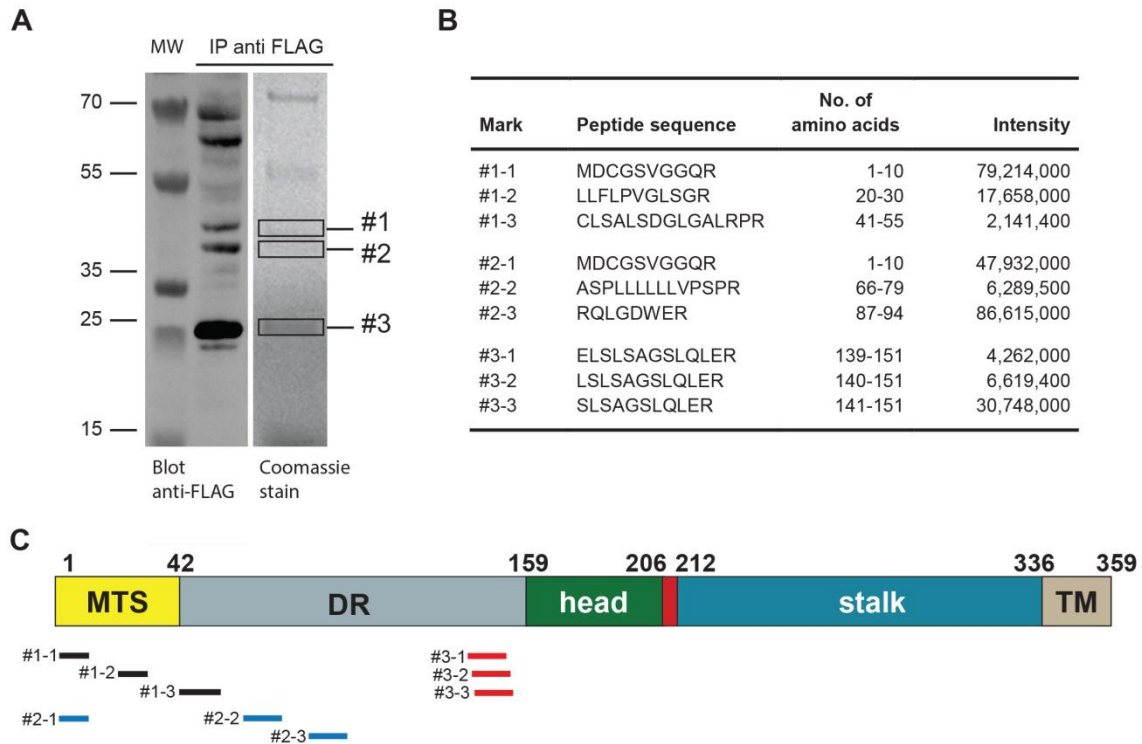 A
MW IP anti FLAG
70
55
35
25
15
#1
#2
#3
Blot anti-FLAG
Coomassie stain
B
Mark Peptide sequence No. of amino acids Intensity
#1-1 MDCGSVGGQR 1-10 79,214,000
#1-2 LLFLPVGLSGR 20-30 17,658,000
#1-3 CLSALSDGLGALRPR 41-55 2,141,400
#2-1 MDCGSVGGQR 1-10 47,932,000
#2-2 ASPLLLLLLVPSPR 66-79 6,289,500
#2-3 RQLGDWER 87-94 86,615,000
#3-1 ELSLSAGSLQLER 139-151 4,262,000
#3-2 LSLSAGSLQLER 140-151 6,619,400
#3-3 SLSAGSLQLER 141-151 30,748,000
C
1 42 159 206 212 336 359
MTS DR head stalk TM
#1-1 #3-1
#1-2 #3-2
#1-3 #3-3
#2-1 #2-2
#2-3